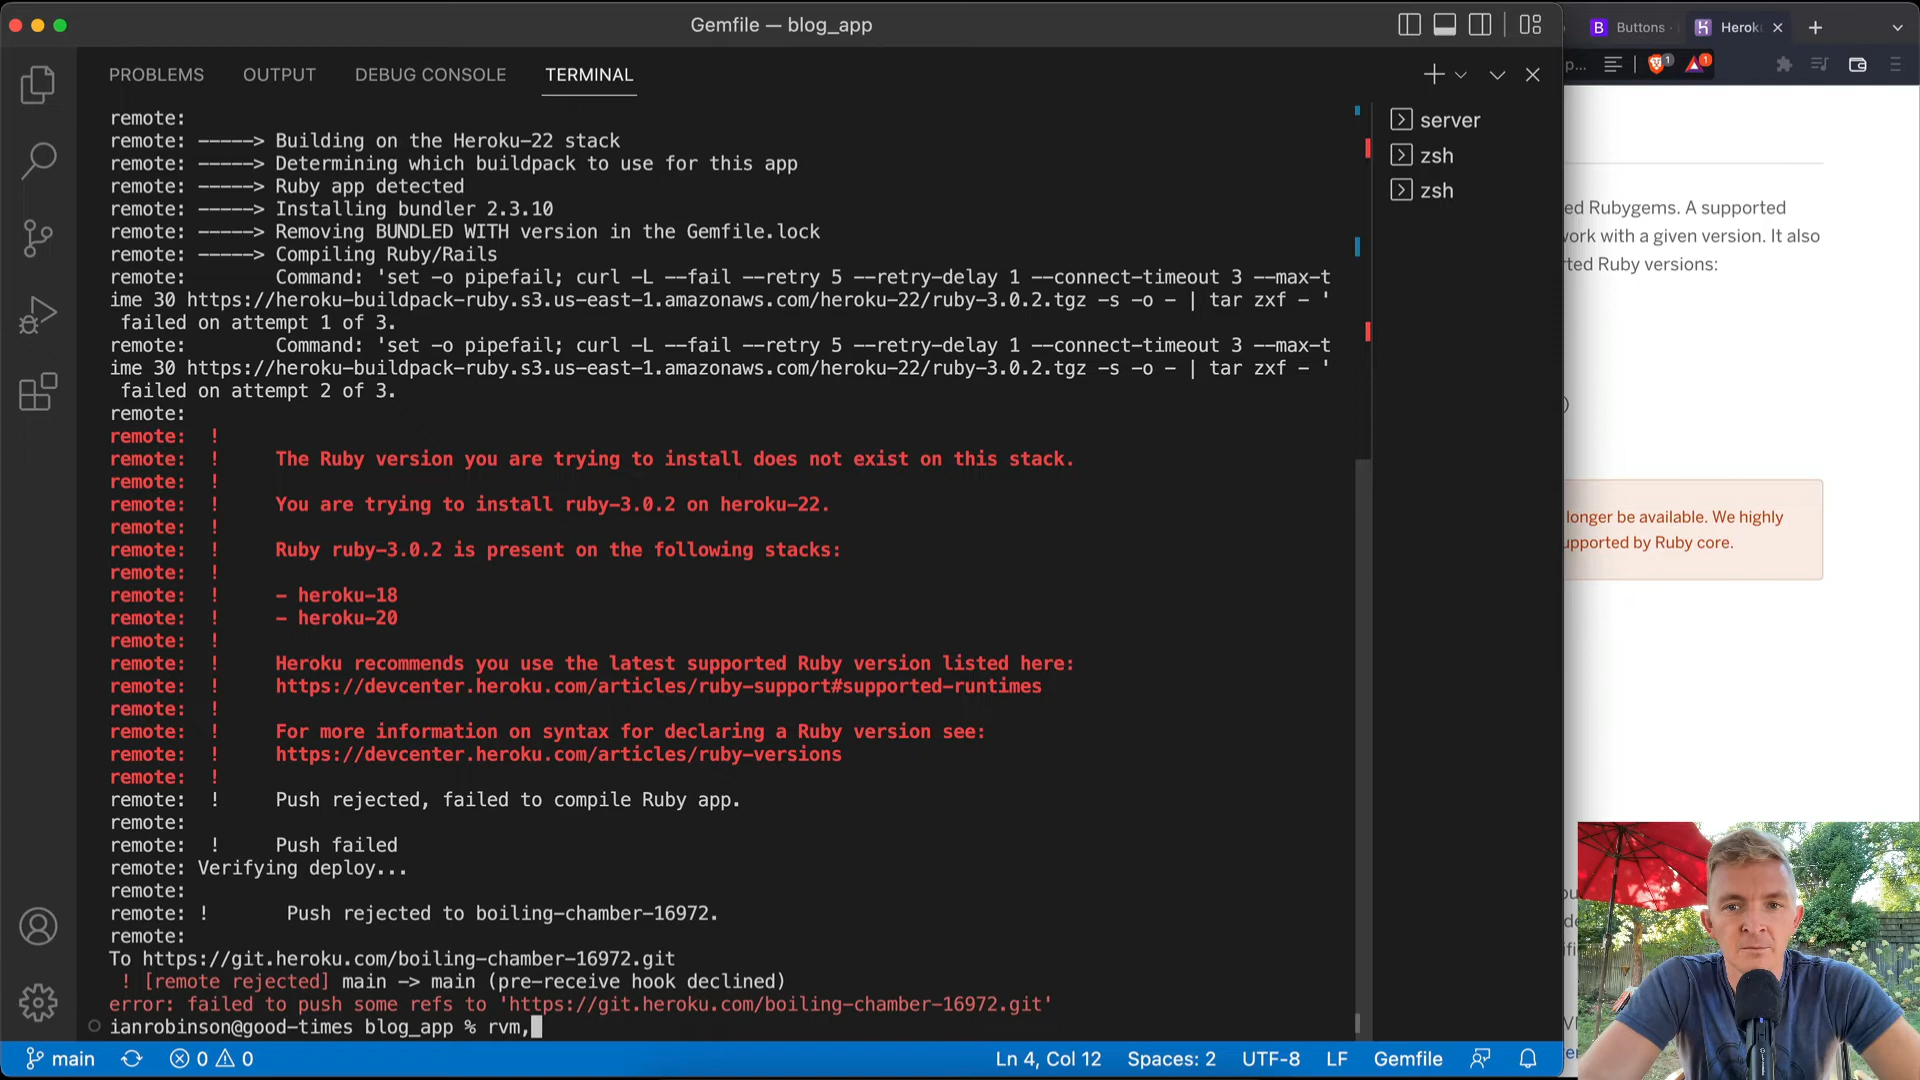 Gemfile — blog_app
PROBLEMS OUTPUT DEBUG CONSOLE TERMINAL
remote:
remote: -----> Building on the Heroku-22 stack
remote: -----> Determining which buildpack to use for this app
remote: -----> Ruby app detected
remote: -----> Installing bundler 2.3.10
remote: -----> Removing BUNDLED WITH version in the Gemfile.lock
remote: -----> Compiling Ruby/Rails
remote:        Command: 'set -o pipefail; curl -L --fail --retry 5 --retry-delay 1 --connect-timeout 3 --max-t
ime 30 https://heroku-buildpack-ruby.s3.us-east-1.amazonaws.com/heroku-22/ruby-3.0.2.tgz -s -o - | tar zxf - '
failed on attempt 1 of 3.
remote:        Command: 'set -o pipefail; curl -L --fail --retry 5 --retry-delay 1 --connect-timeout 3 --max-t
ime 30 https://heroku-buildpack-ruby.s3.us-east-1.amazonaws.com/heroku-22/ruby-3.0.2.tgz -s -o - | tar zxf - '
failed on attempt 2 of 3.
remote:
remote:  !
remote:  !     The Ruby version you are trying to install does not exist on this stack.
remote:  !
remote:  !     You are trying to install ruby-3.0.2 on heroku-22.
remote:  !
remote:  !     Ruby ruby-3.0.2 is present on the following stacks:
remote:  !
remote:  !     - heroku-18
remote:  !     - heroku-20
remote:  !
remote:  !     Heroku recommends you use the latest supported Ruby version listed here:
remote:  !     https://devcenter.heroku.com/articles/ruby-support#supported-runtimes
remote:  !
remote:  !     For more information on syntax for declaring a Ruby version see:
remote:  !     https://devcenter.heroku.com/articles/ruby-versions
remote:  !
remote:  !     Push rejected, failed to compile Ruby app.
remote:
remote:  !     Push failed
remote: Verifying deploy...
remote:
remote: !       Push rejected to boiling-chamber-16972.
remote:
To https://git.heroku.com/boiling-chamber-16972.git
! [remote rejected] main -> main (pre-receive hook declined)
error: failed to push some refs to 'https://git.heroku.com/boiling-chamber-16972.git'
ianrobinson@good-times blog_app % rvm,
server
zsh
zsh
main 0 0 Ln 4, Col 12 Spaces: 2 UTF-8 LF Gemfile
B Buttons
Herok
p...
1 1
ed Rubygems. A supported
work with a given version. It also
ted Ruby versions:
)
longer be available. We highly
upported by Ruby core.